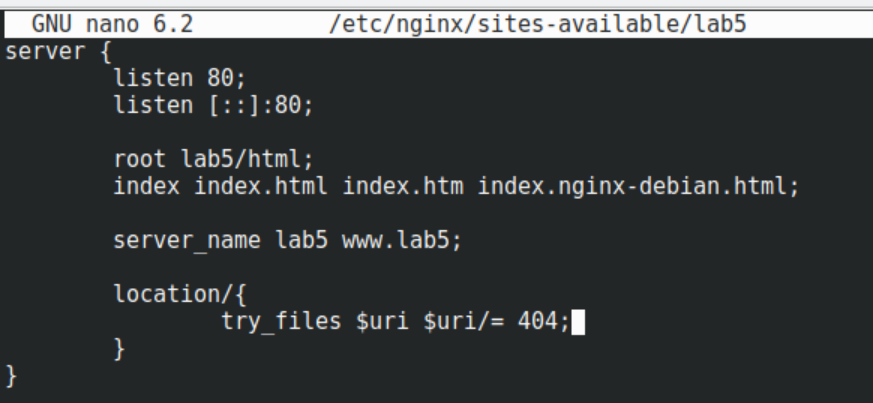 GNU nano 6.2 /etc/nginx/sites-available/lab5
server {
listen 80;
listen [::]:80;
root lab5/html;
index index.html index.htm index.nginx-debian.html;
server_name lab5 www.lab5;
location/{
try_files $uri $uri/= 404;
}
}